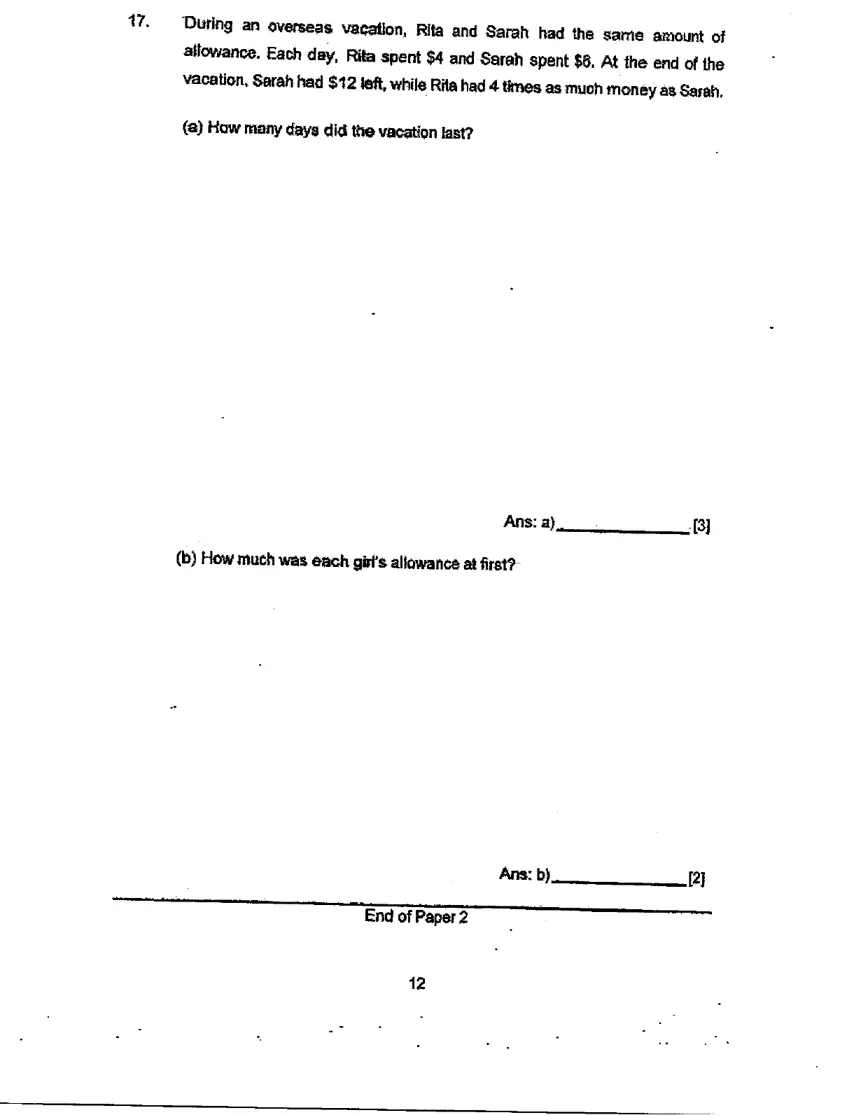 17. During an overseas vacation, Rita and Sarah had the same amount of
allowance. Each day, Rita spent $4 and Sarah spent $6. At the end of the
vacation, Sarah had $12 left, while Rita had 4 times as much money as Sarah.
(a) How many days did the vacation last?
Ans: a)______________[3]
(b) How much was each girl's allowance at first?
Ans: b)______________[2]
End of Paper 2
12